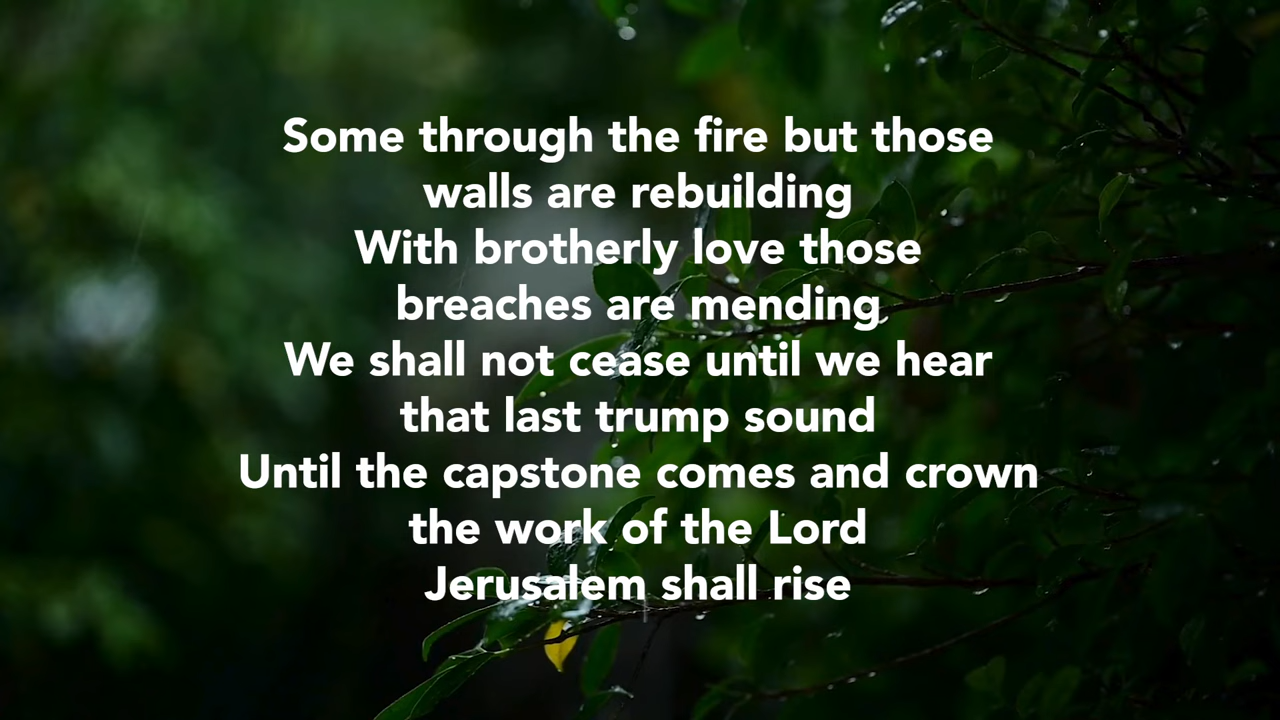 Some through the fire but those
walls are rebuilding
With brotherly love those
breaches are mending
We shall not cease until we hear
that last trump sound
Until the capstone comes and crown
the work of the Lord
Jerusalem shall rise